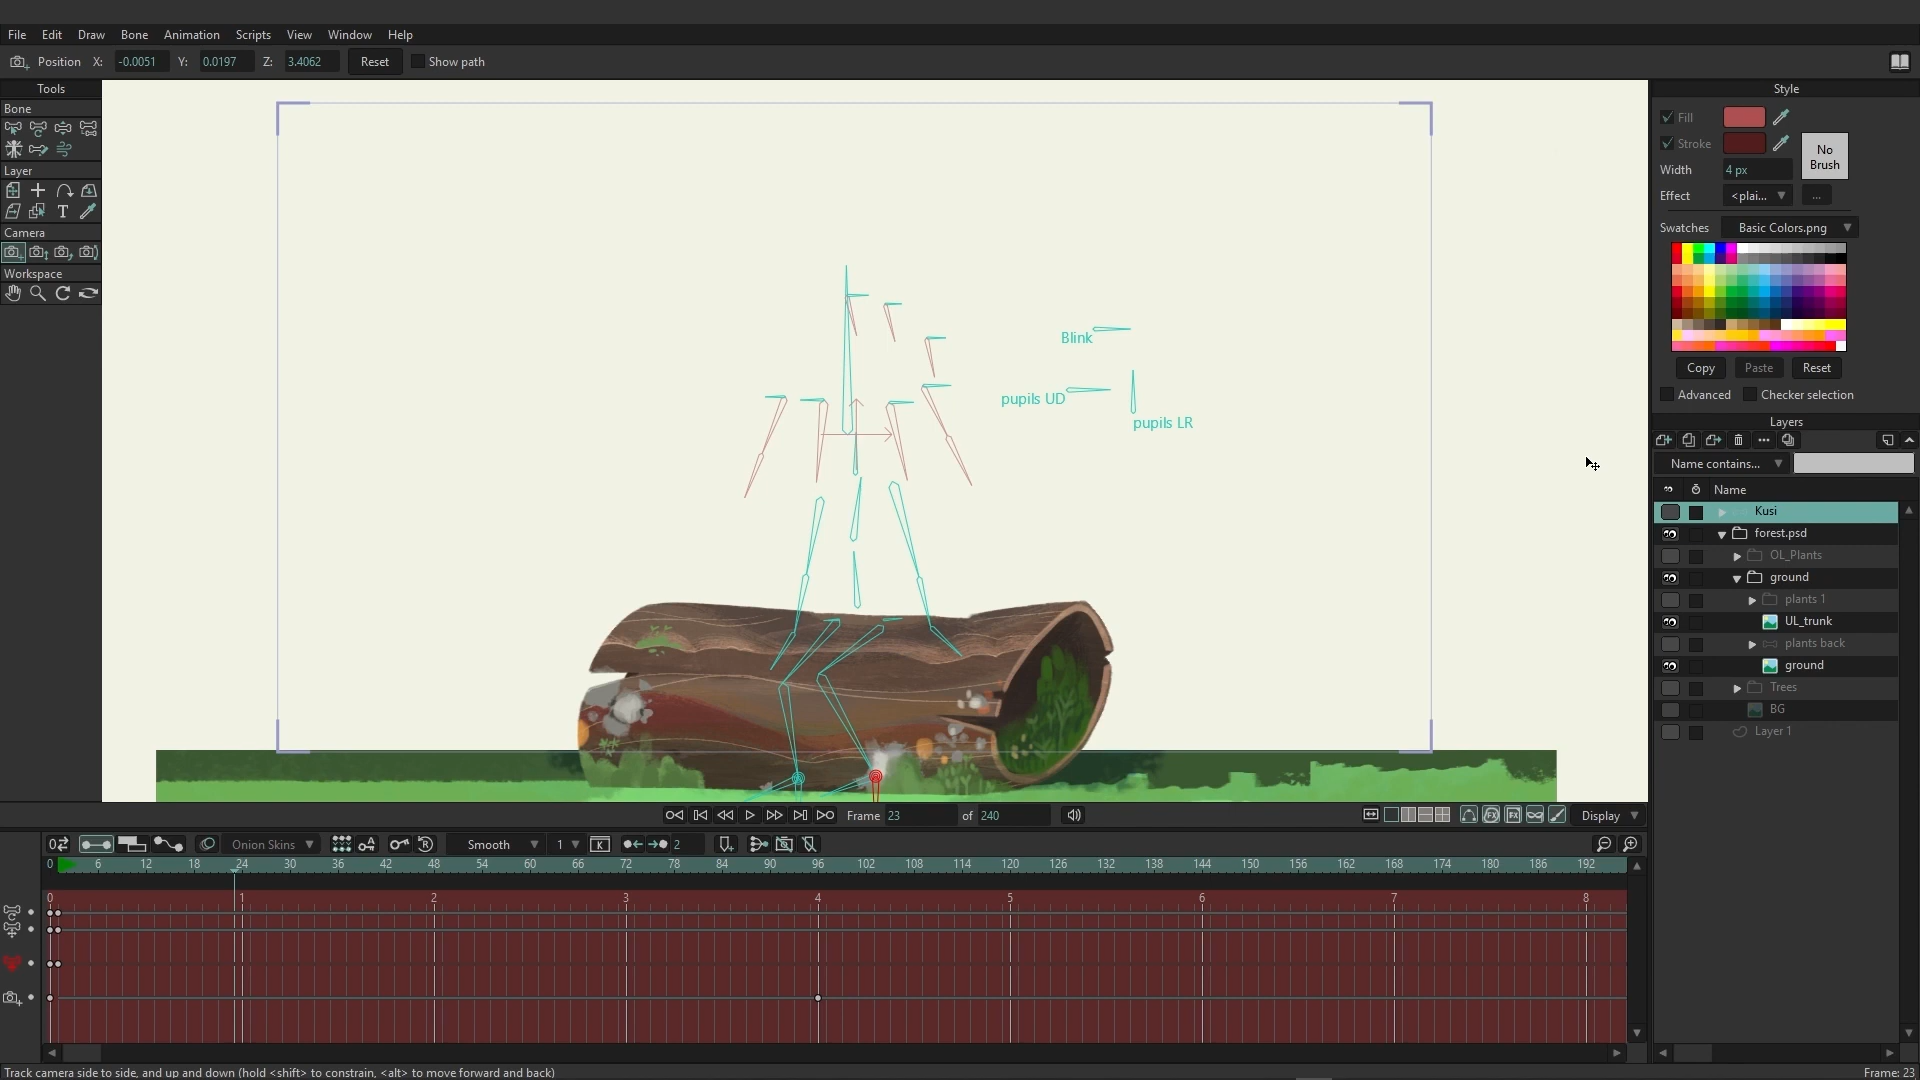 File Edit Draw Bone Animation Scripts View Window Help
Position X: -0.0051 Y: 0.0197 Z: 3.4062 Reset Show path
Tools
Bone
Layer
T
Camera
Workspace
Blink
pupils UD
pupils LR
Style
Fill
Stroke
No Brush
Width 4 px
Effect <plai... ...
Swatches Basic Colors.png
Copy Paste Reset
Advanced Checker selection
Layers
Name contains...
Name
Kusi
forest.psd
OL_Plants
ground
plants 1
UL_trunk
plants back
ground
Trees
BG
Layer 1
Frame 23 of 240 Display
Onion Skins Smooth 1 K 2
0 6 12 18 24 30 36 42 48 54 60 66 72 78 84 90 96 102 108 114 120 126 132 138 144 150 156 162 168 174 180 186 192
0 1 2 3 4 5 6 7 8
Track camera side to side, and up and down (hold <shift> to constrain, <alt> to move forward and back) Frame: 23